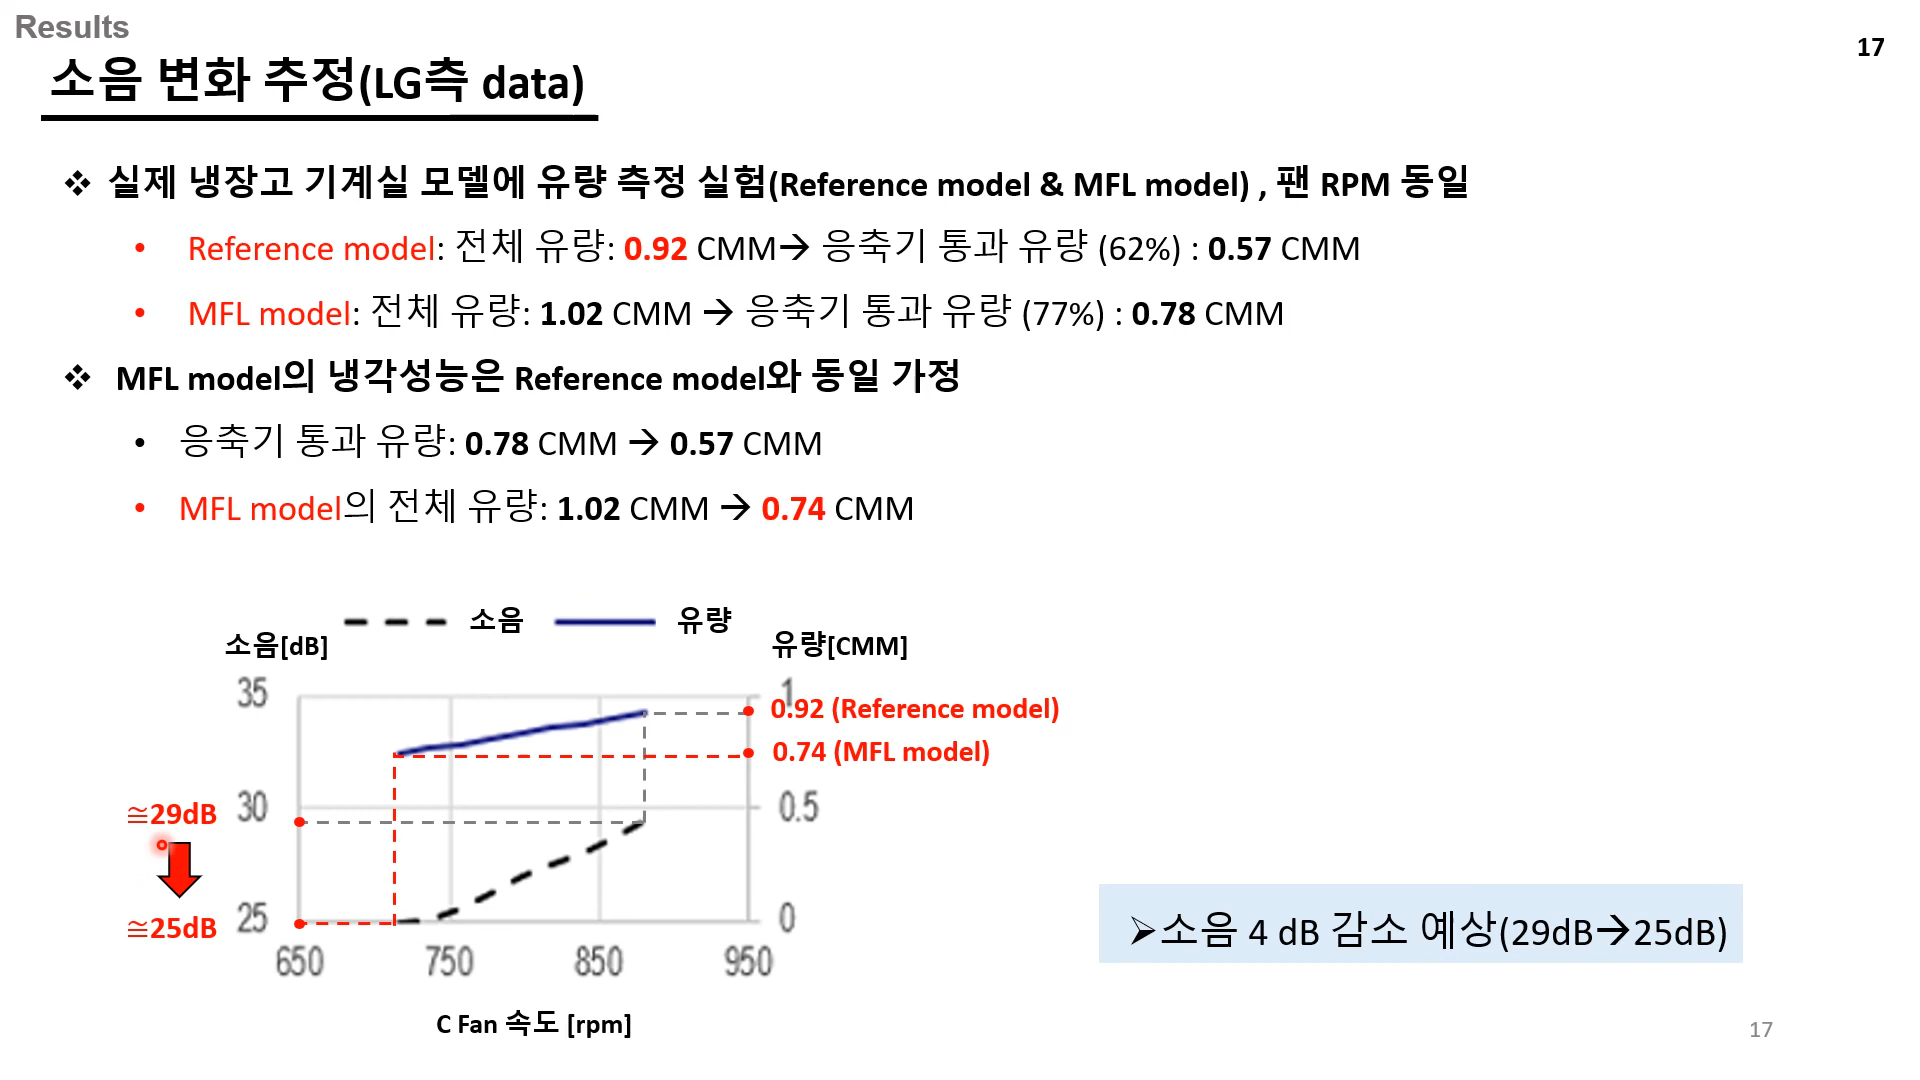 Results
17
소음 변화 추정(LG측 data)
❖ 실제 냉장고 기계실 모델에 유량 측정 실험(Reference model & MFL model) , 팬 RPM 동일
• Reference model: 전체 유량: 0.92 CMM→ 응축기 통과 유량 (62%) : 0.57 CMM
• MFL model: 전체 유량: 1.02 CMM → 응축기 통과 유량 (77%) : 0.78 CMM
❖ MFL model의 냉각성능은 Reference model와 동일 가정
• 응축기 통과 유량: 0.78 CMM → 0.57 CMM
• MFL model의 전체 유량: 1.02 CMM → 0.74 CMM
소음 유량
소음[dB] 유량[CMM]
35 1
0.92 (Reference model)
0.74 (MFL model)
≅29dB 30 0.5
≅25dB 25 0
650 750 850 950
C Fan 속도 [rpm]
➢소음 4 dB 감소 예상(29dB→25dB)
17